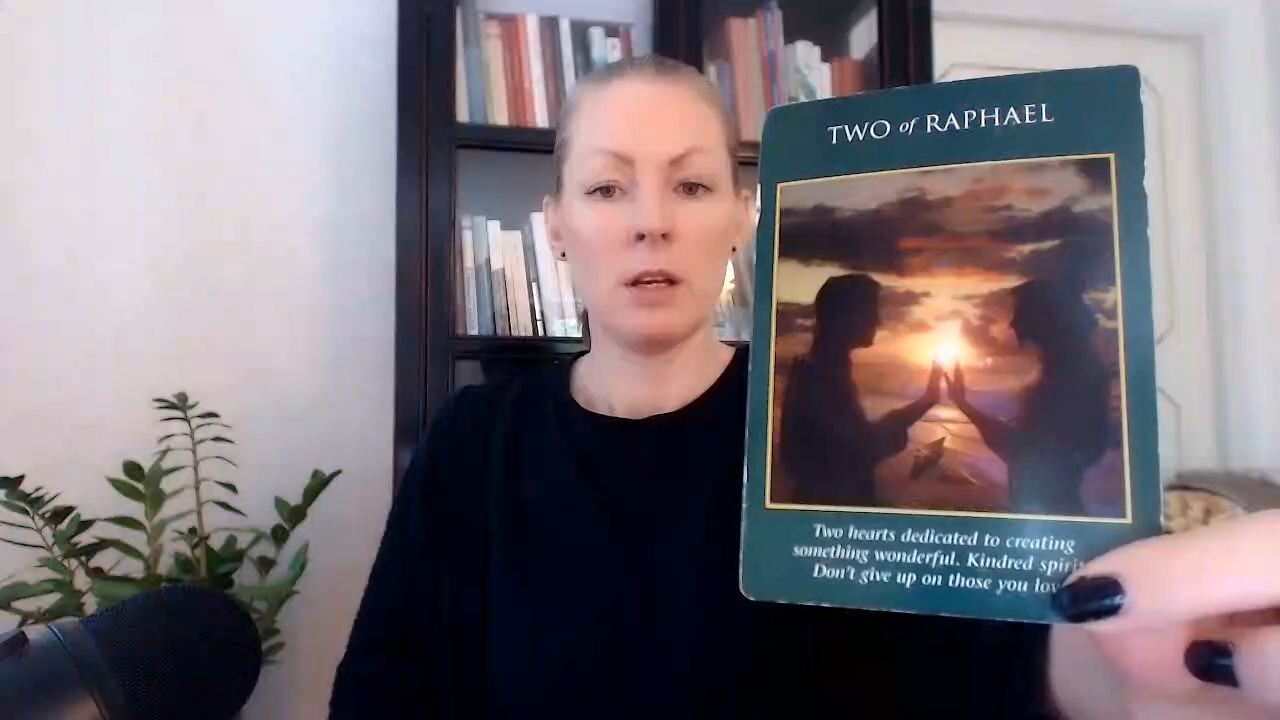 TWO of RAPHAEL
Two hearts dedicated to creating
something wonderful. Kindred
Don't give up on those you